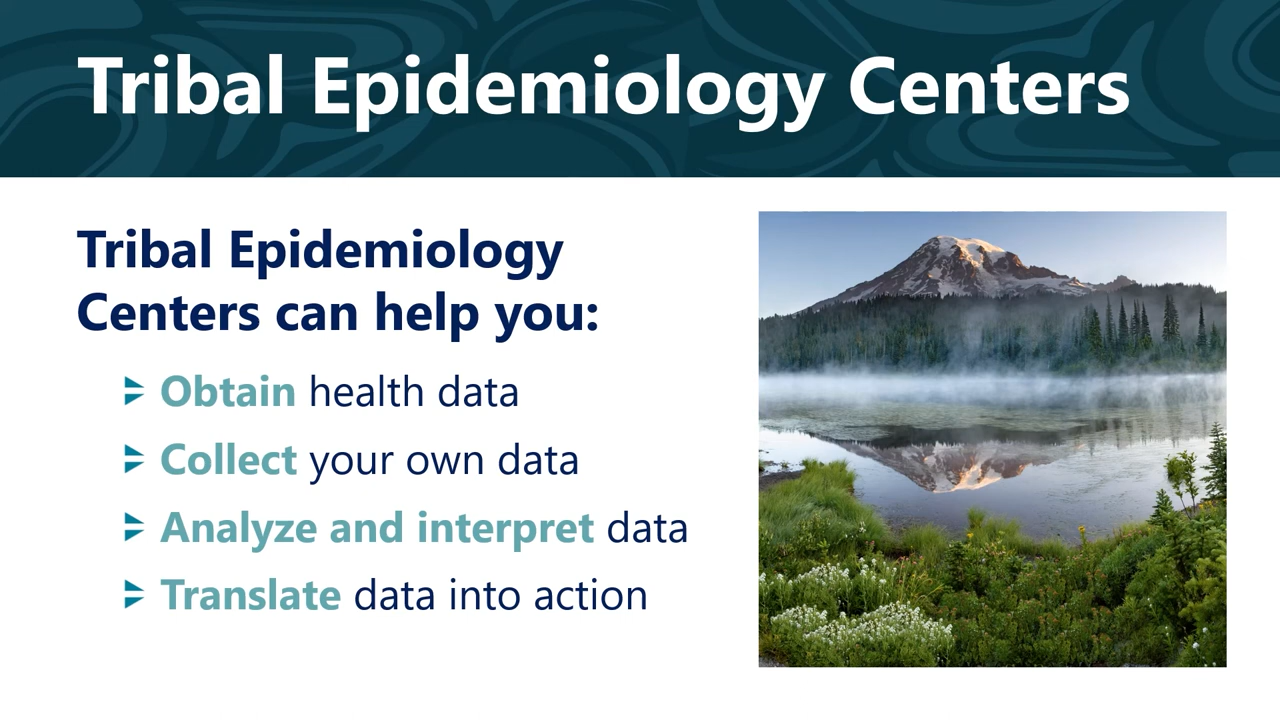 Tribal Epidemiology Centers
Tribal Epidemiology
Centers can help you:
Obtain health data
Collect your own data
Analyze and interpret data
Translate data into action